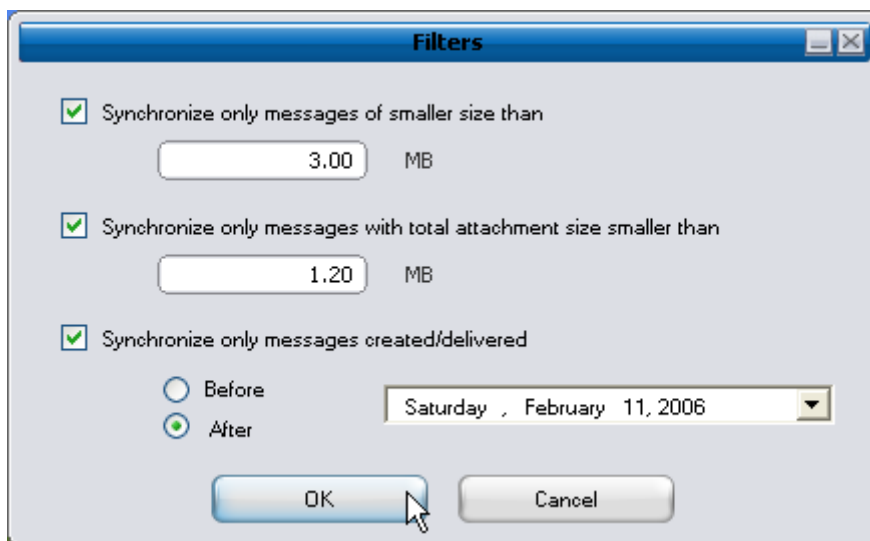 Filters
Synchronize only messages of smaller size than
3.00 MB
Synchronize only messages with total attachment size smaller than
1.20 MB
Synchronize only messages created/delivered
Before
Saturday , February 11, 2006
After
OK Cancel